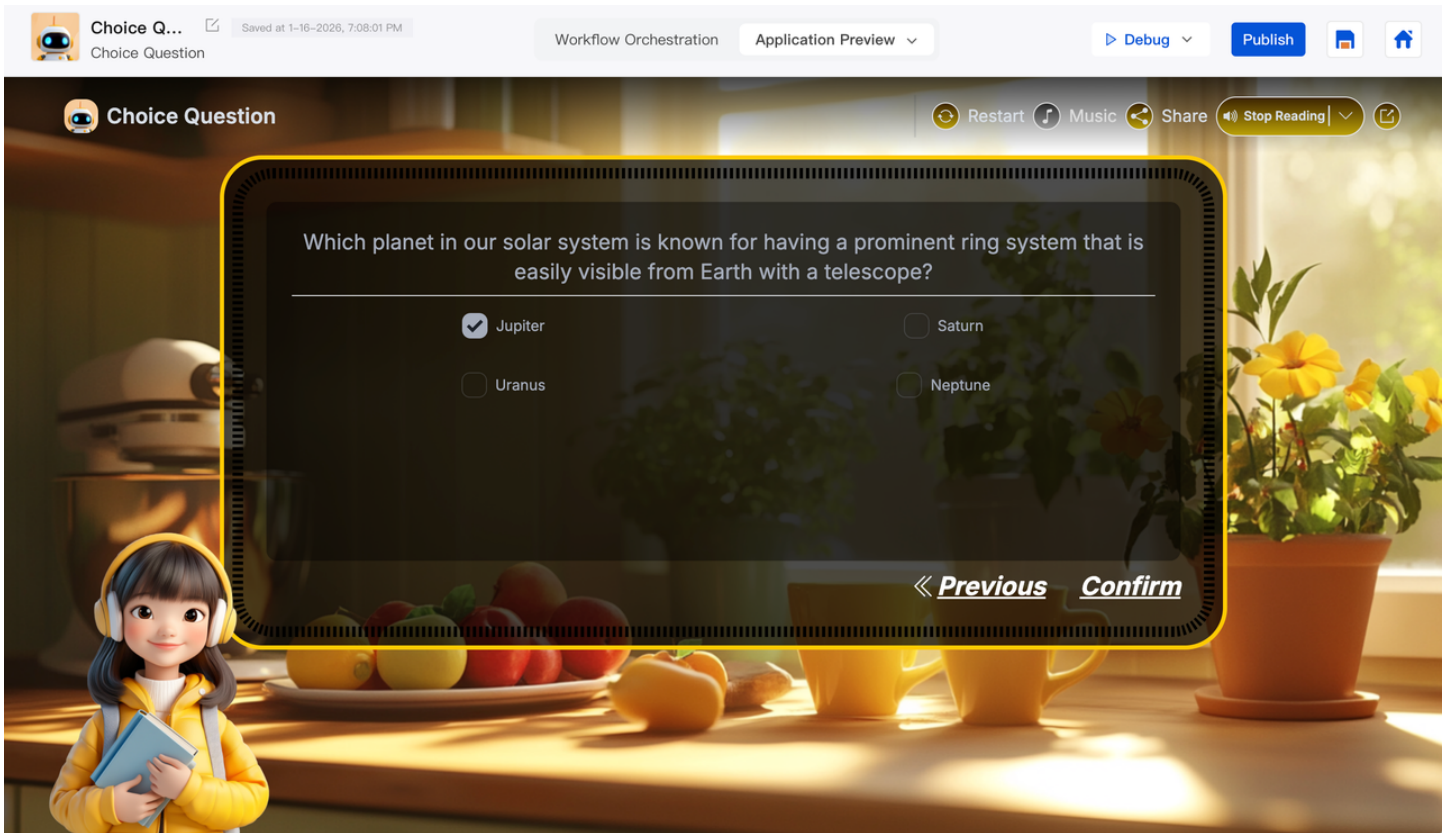 Choice Q...
Saved at 1-16-2026, 7:08:01 PM
Choice Question
Workflow Orchestration
Application Preview
Debug
Publish
Choice Question
Restart
Music
Share
Stop Reading
Which planet in our solar system is known for having a prominent ring system that is
easily visible from Earth with a telescope?
Jupiter
Saturn
Uranus
Neptune
Previous
Confirm